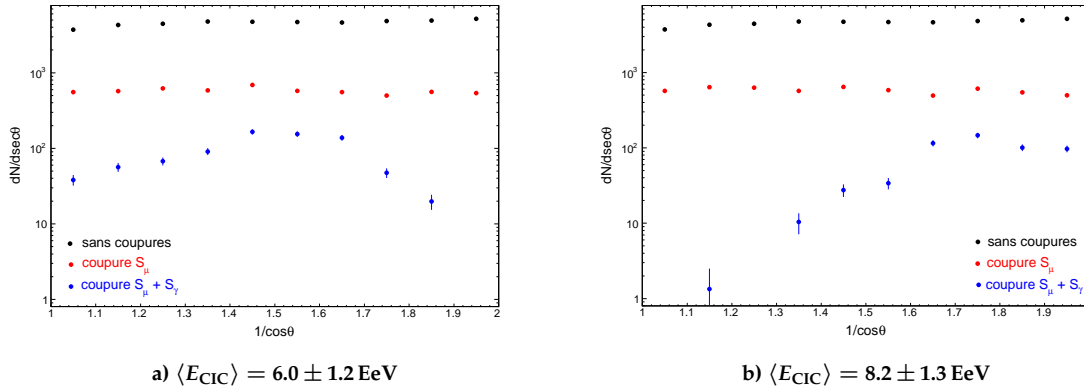 dN/dsecθ
10³
10²
10
1
sans coupures
coupure S_μ
coupure S_μ + S_γ
1 1.1 1.2 1.3 1.4 1.5 1.6 1.7 1.8 1.9 2
1/cosθ
a) ⟨E_CIC⟩ = 6.0 ± 1.2 EeV
dN/dsecθ
10³
10²
10
1
sans coupures
coupure S_μ
coupure S_μ + S_γ
1 1.1 1.2 1.3 1.4 1.5 1.6 1.7 1.8 1.9
1/cosθ
b) ⟨E_CIC⟩ = 8.2 ± 1.3 EeV